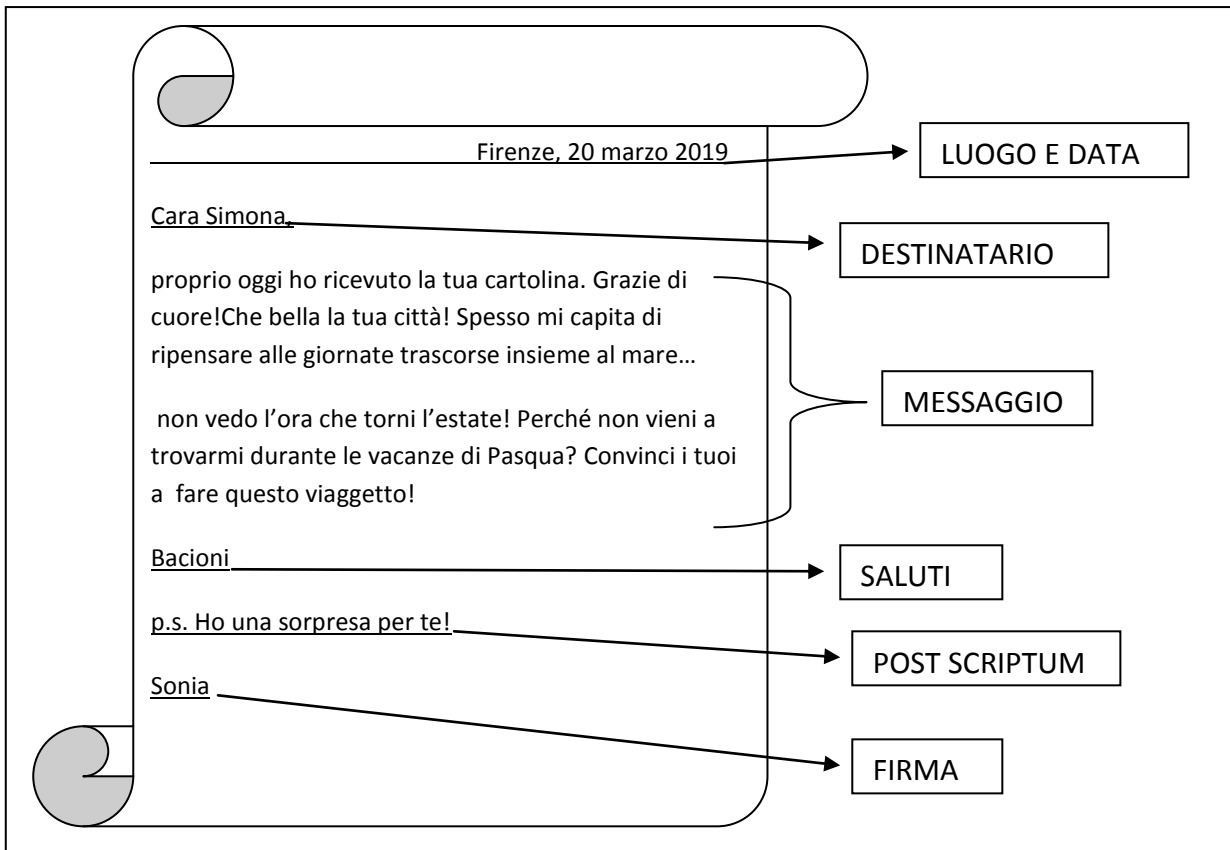 Firenze, 20 marzo 2019
LUOGO E DATA
Cara Simona,
DESTINATARIO
proprio oggi ho ricevuto la tua cartolina. Grazie di
cuore!Che bella la tua città! Spesso mi capita di
ripensare alle giornate trascorse insieme al mare…
non vedo l’ora che torni l’estate! Perché non vieni a
trovarmi durante le vacanze di Pasqua? Convinci i tuoi
a  fare questo viaggetto!
MESSAGGIO
Bacioni
SALUTI
p.s. Ho una sorpresa per te!
POST SCRIPTUM
Sonia
FIRMA